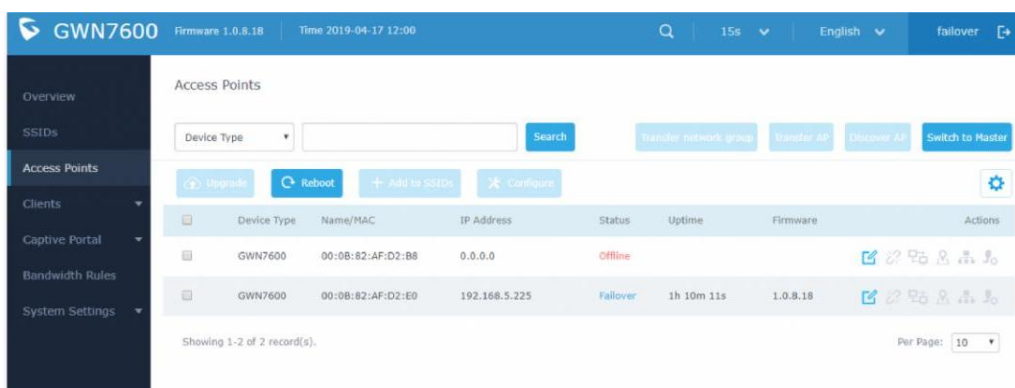 GWN7600 Firmware 1.0.8.18 Time 2019-04-17 12:00 15s English failover
Overview
SSIDs
Access Points
Clients
Captive Portal
Bandwidth Rules
System Settings
Access Points
Device Type Search Transfer network group Transfer AP Discover AP Switch to Master
Upgrade Reboot + Add to SSIDs Configure
Device Type Name/MAC IP Address Status Uptime Firmware Actions
GWN7600 00:0B:82:AF:D2:B8 0.0.0.0 Offline
GWN7600 00:0B:82:AF:D2:E0 192.168.5.225 Failover 1h 10m 11s 1.0.8.18
Showing 1-2 of 2 record(s). Per Page: 10